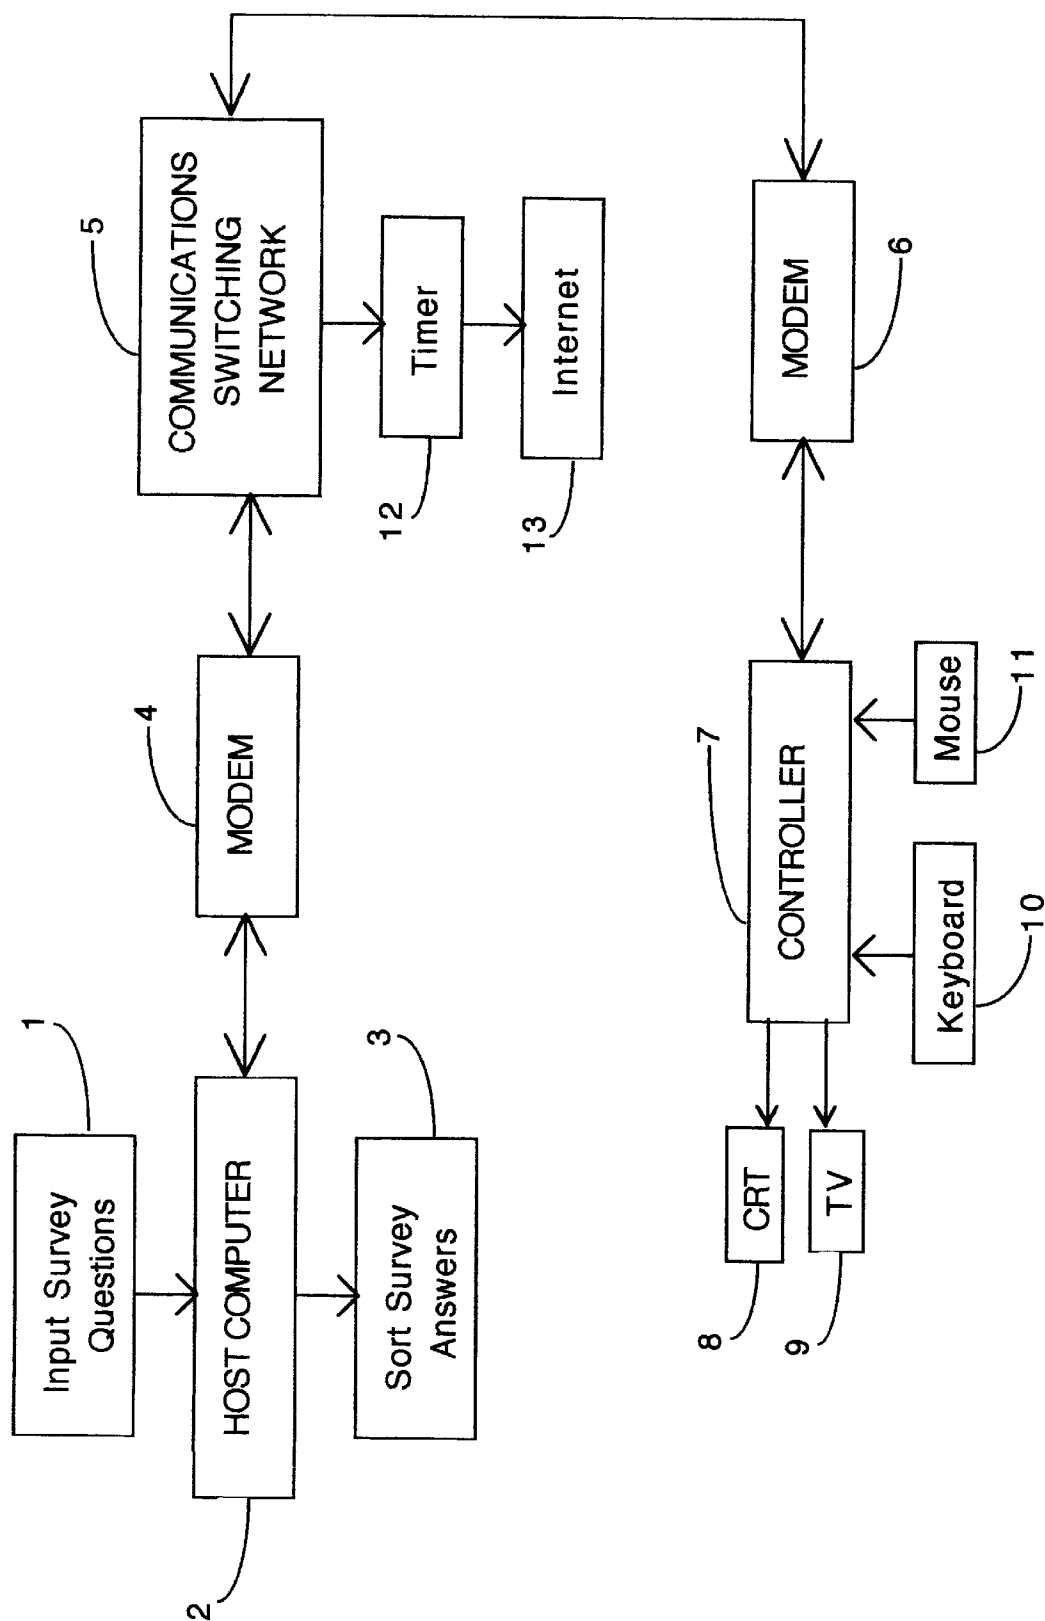 1
Input Survey
Questions
2
HOST COMPUTER
3
Sort Survey
Answers
4
MODEM
5
COMMUNICATIONS
SWITCHING
NETWORK
12
Timer
13
Internet
6
MODEM
7
CONTROLLER
8
CRT
9
TV
Keyboard
10
Mouse
11